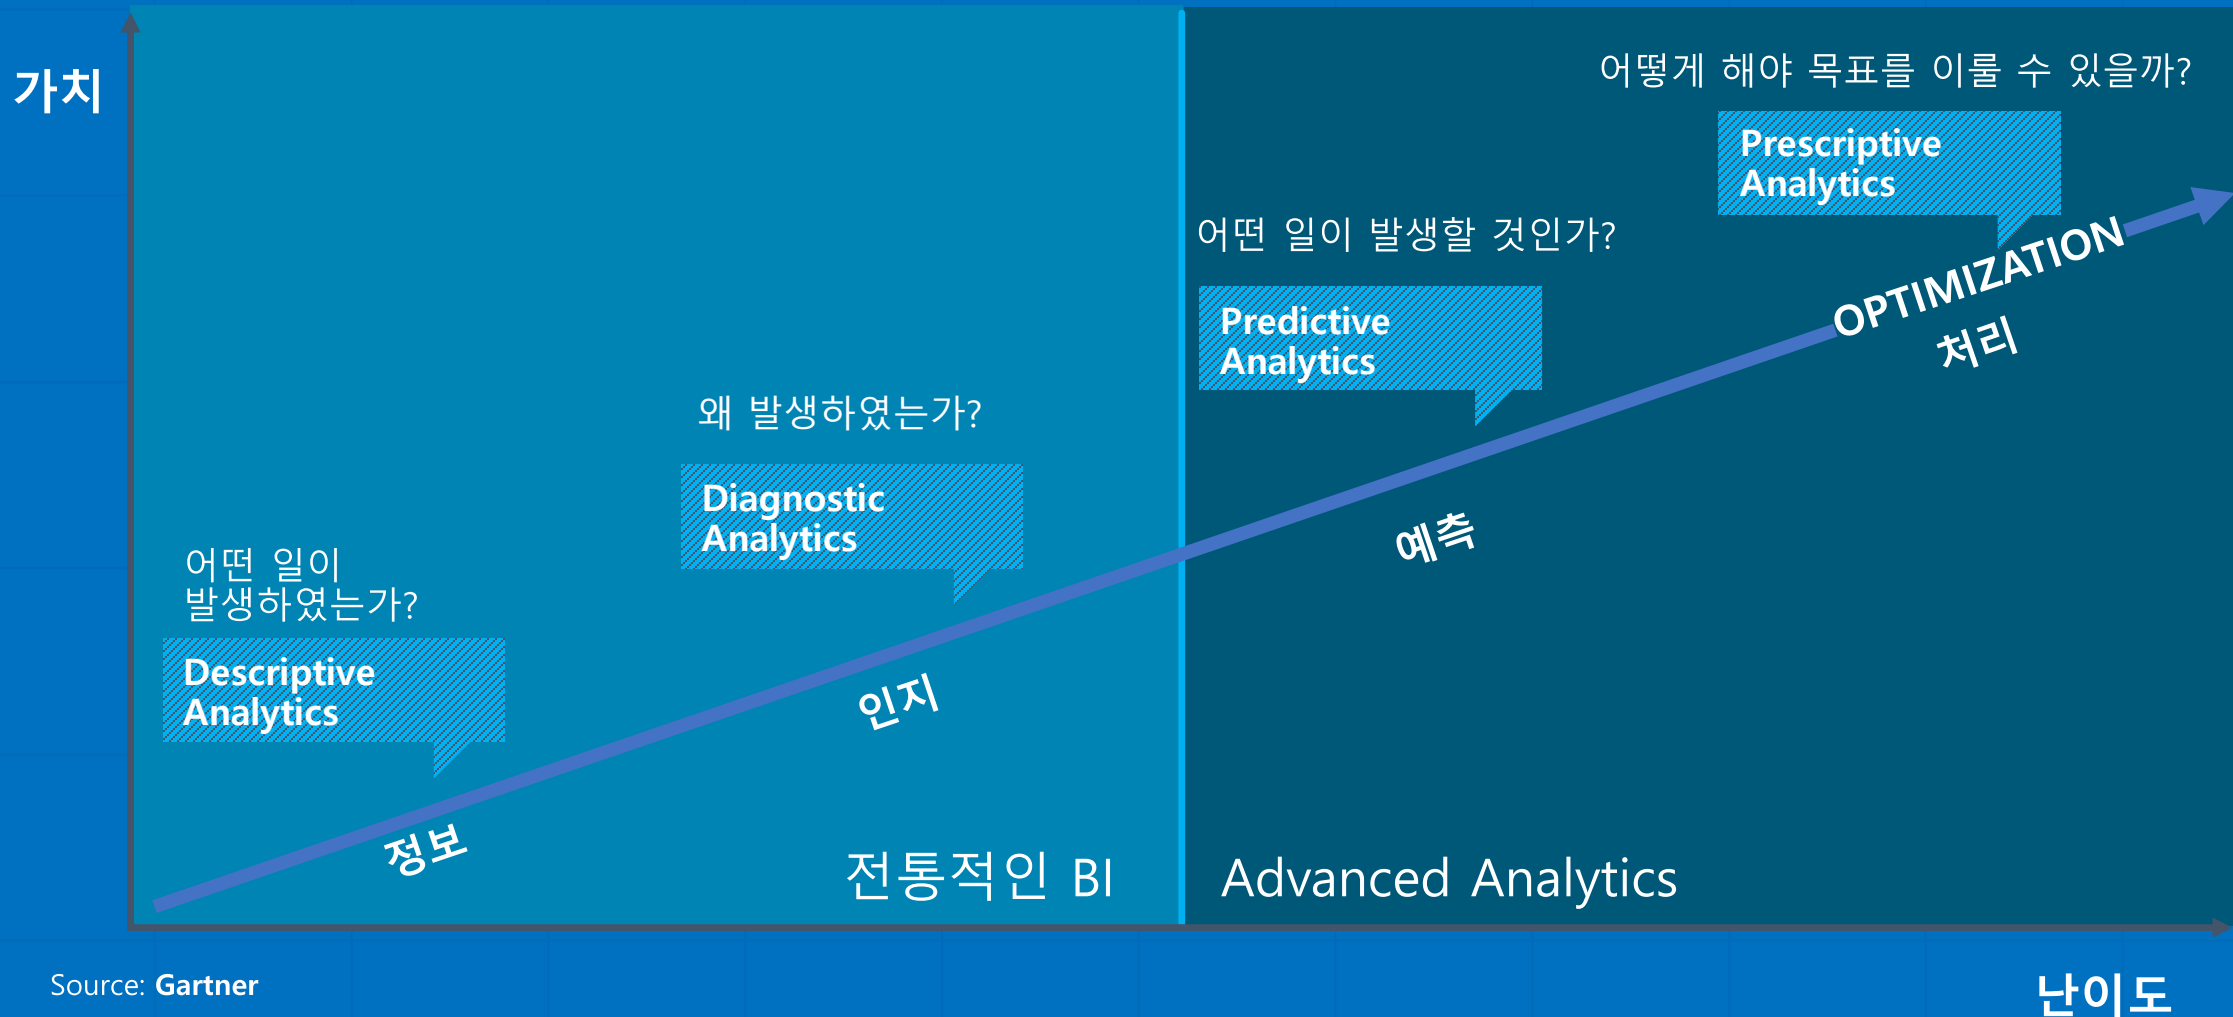 가치
어떻게 해야 목표를 이룰 수 있을까?
Prescriptive
Analytics
어떤 일이 발생할 것인가?
OPTIMIZATION
처리
Predictive
Analytics
왜 발생하였는가?
Diagnostic
Analytics
예측
어떤 일이
발생하였는가?
Descriptive
Analytics
인지
정보
전통적인 BI
Advanced Analytics
Source: Gartner
난이도